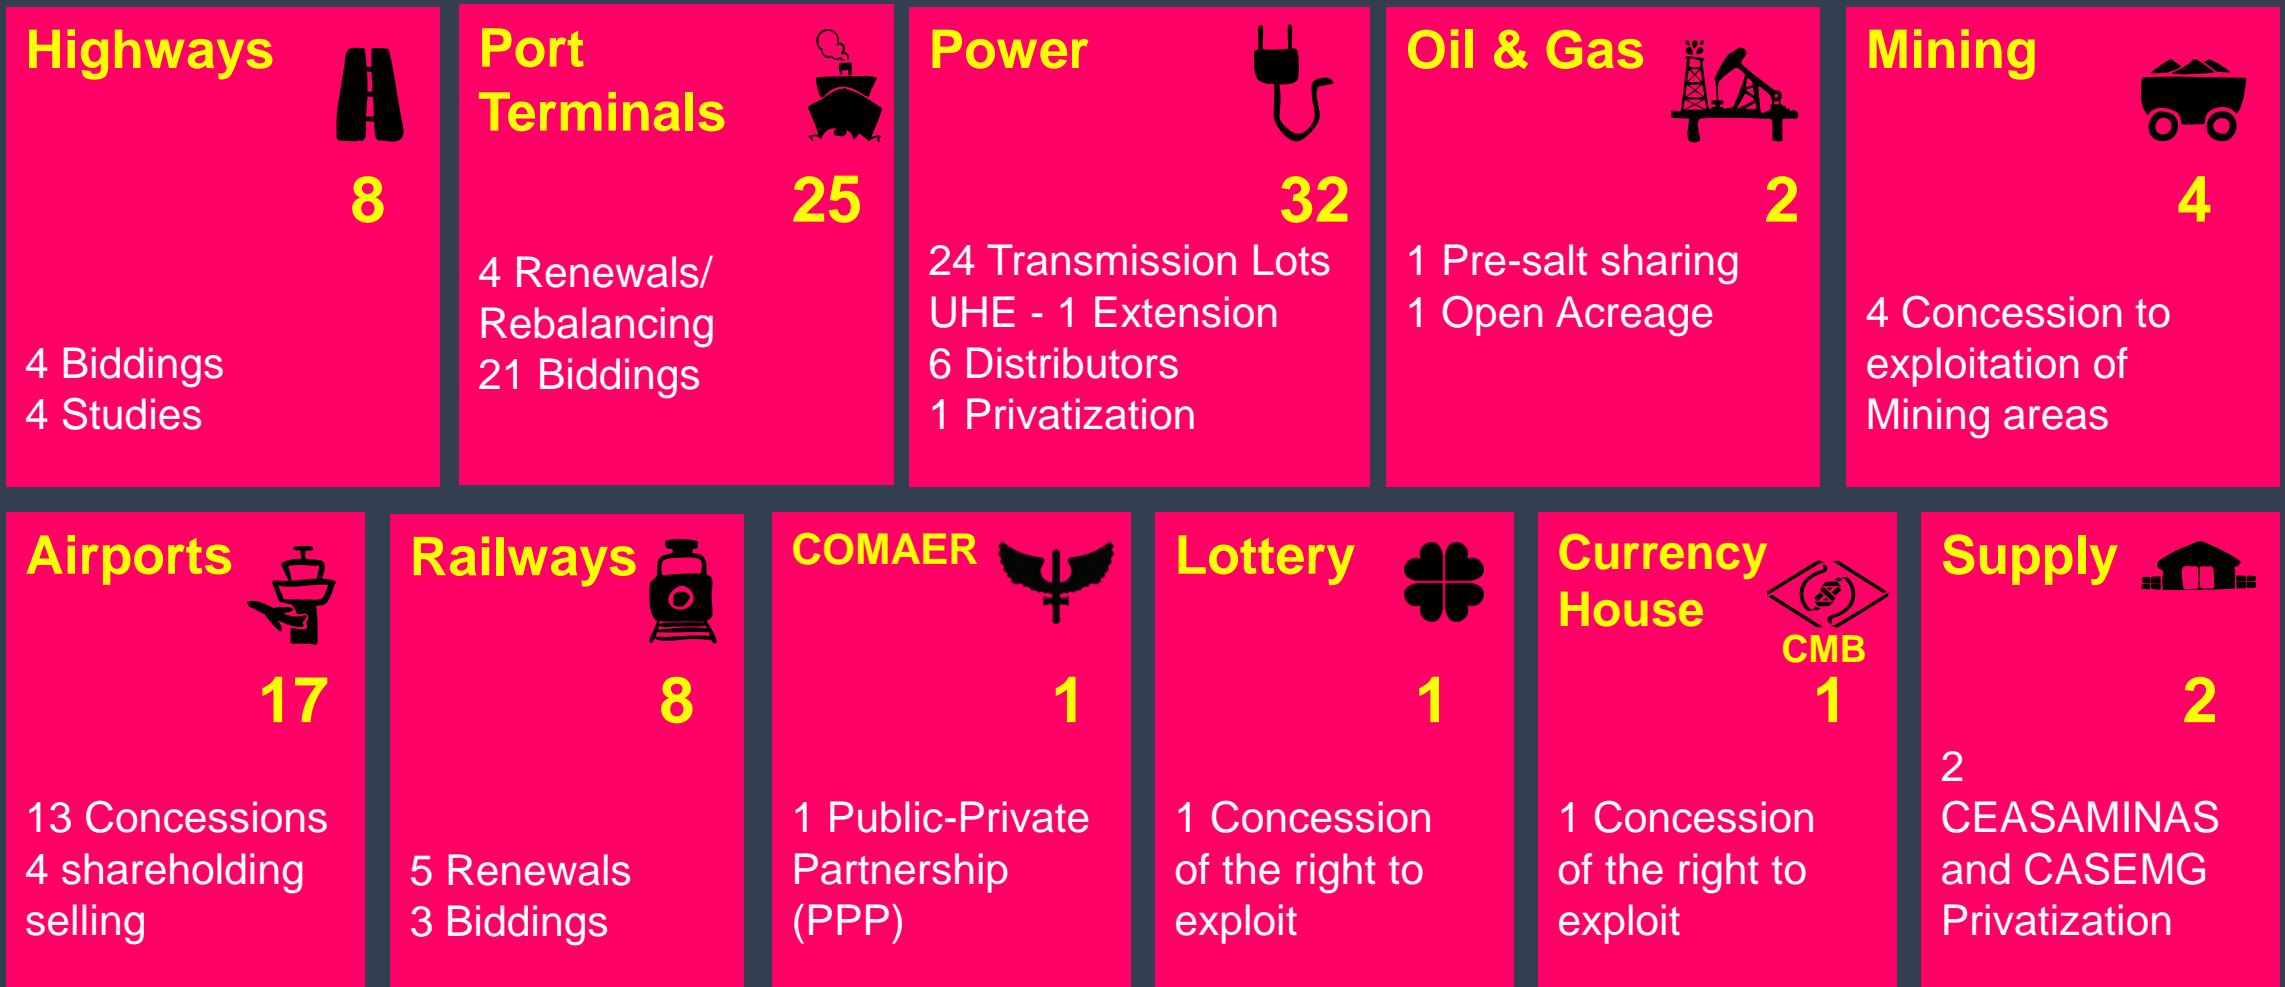 Highways
8
4 Biddings
4 Studies
Port
Terminals
25
4 Renewals/
Rebalancing
21 Biddings
Power
32
24 Transmission Lots
UHE - 1 Extension
6 Distributors
1 Privatization
Oil & Gas
2
1 Pre-salt sharing
1 Open Acreage
Mining
4
4 Concession to
exploitation of
Mining areas
Airports
17
13 Concessions
4 shareholding
selling
Railways
8
5 Renewals
3 Biddings
COMAER
1
1 Public-Private
Partnership
(PPP)
Lottery
1
1 Concession
of the right to
exploit
Currency
House
CMB
1
1 Concession
of the right to
exploit
Supply
2
2
CEASAMINAS
and CASEMG
Privatization